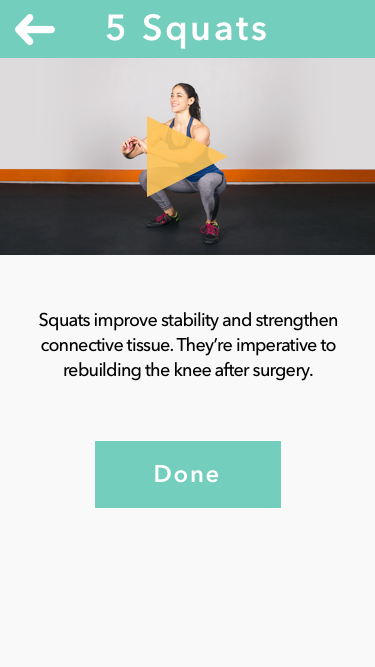 5 Squats
Squats improve stability and strengthen
connective tissue. They’re imperative to
rebuilding the knee after surgery.
Done